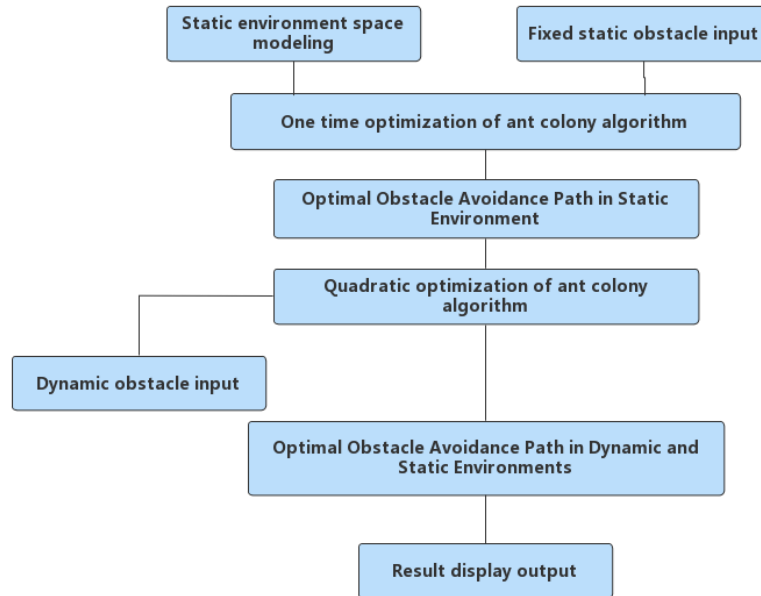 Static environment space
modeling
Fixed static obstacle input
One time optimization of ant colony algorithm
Optimal Obstacle Avoidance Path in Static
Environment
Quadratic optimization of ant colony
algorithm
Dynamic obstacle input
Optimal Obstacle Avoidance Path in Dynamic and
Static Environments
Result display output